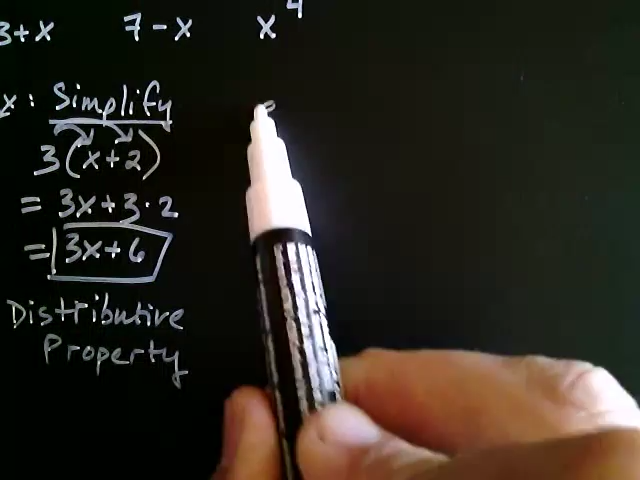 3+x 7-x x⁴
x: Simplify
3(x+2)
= 3x+3·2
= 3x+6
Distributive
Property